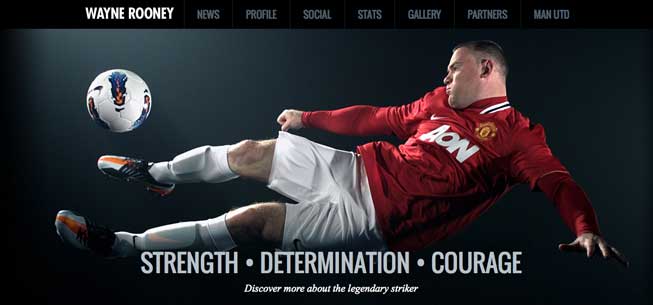 WAYNE ROONEY NEWS PROFILE SOCIAL STATS GALLERY PARTNERS MAN UTD
AON
STRENGTH • DETERMINATION • COURAGE
Discover more about the legendary striker